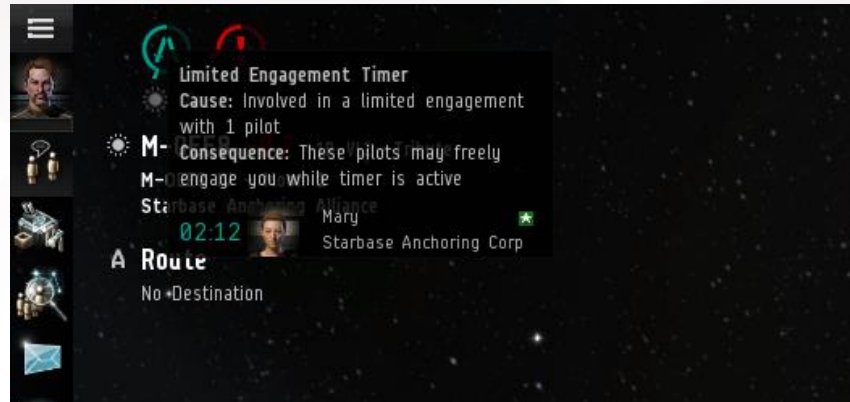 Limited Engagement Timer
Cause: Involved in a limited engagement
with 1 pilot
M-
Consequence: These pilots may freely
M-
engage you while timer is active
Sta
Mary
02:12
Starbase Anchoring Corp
A Route
No Destination